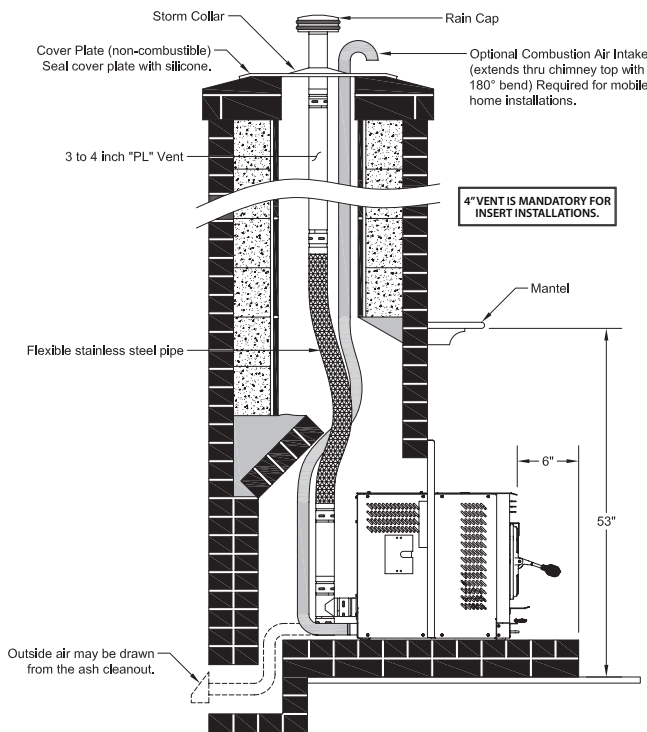 Storm Collar
Rain Cap
Cover Plate (non-combustible)
Seal cover plate with silicone.
Optional Combustion Air Intake
(extends thru chimney top with
180° bend) Required for mobile
home installations.
3 to 4 inch "PL" Vent
4" VENT IS MANDATORY FOR
INSERT INSTALLATIONS.
Mantel
Flexible stainless steel pipe
6"
53"
Outside air may be drawn
from the ash cleanout.